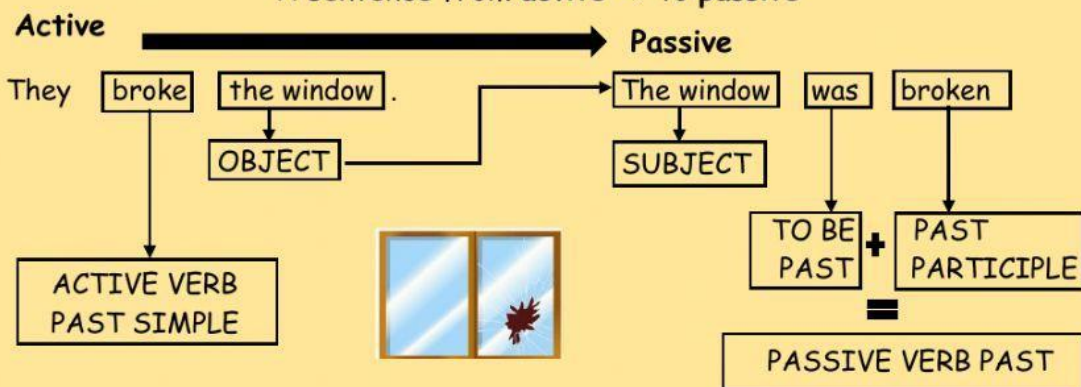 Active
Passive
They broke the window .
The window was broken
OBJECT
SUBJECT
TO BE
PAST
+
PAST
PARTICIPLE
=
ACTIVE VERB
PAST SIMPLE
PASSIVE VERB PAST